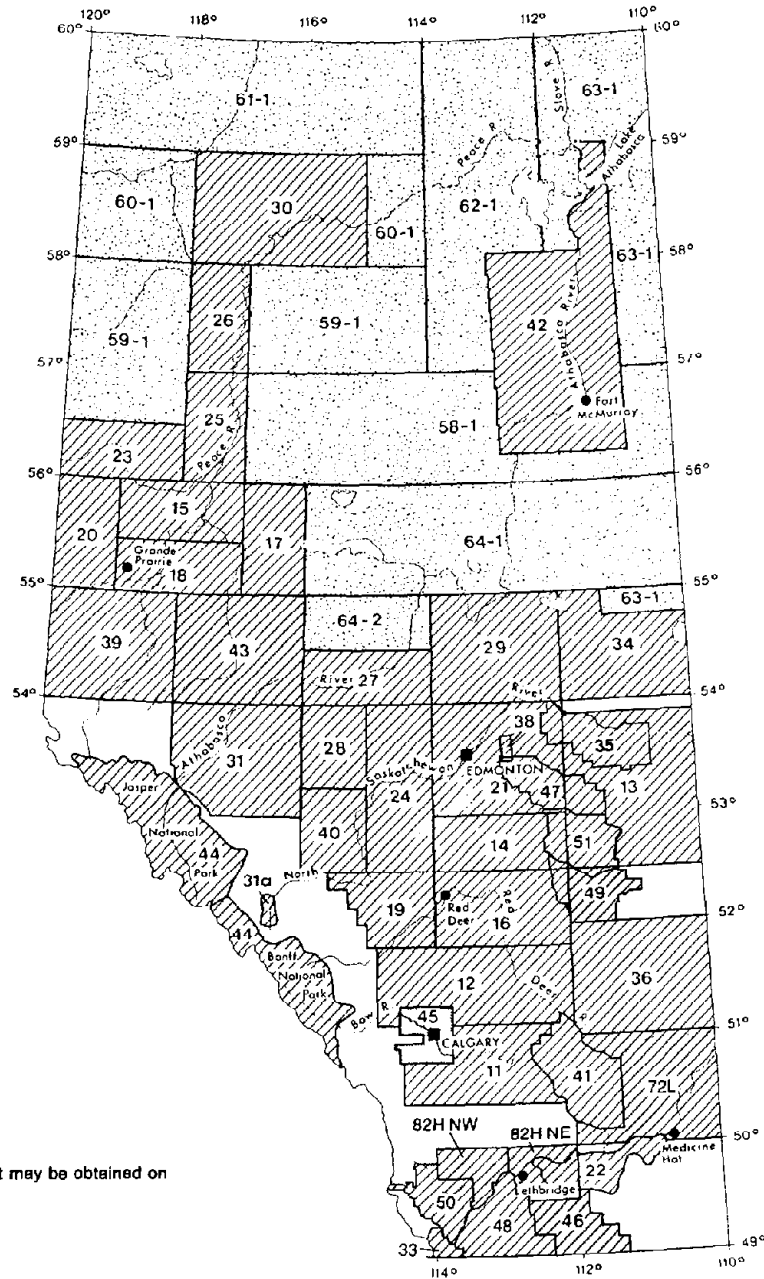 120° 118° 116° 114° 112° 110°
60° 60°
61-1 Slave R 63-1
59° Peace R Lake Athabasca 59°
60-1 30 60-1 62-1
58° 63-1 58°
26 59-1 42 Athabasca River
59-1
57° 57°
Fort McMurray
25 58-1
Peace R
23
56° 56°
15
20 17 64-1
Grande Prairie
18
55° 55°
63-1
64-2
39 43 29 34
River 27
54° River 54°
38
Athabasca 28 35
31 Saskatchewan EDMONTON
24 21 47 13
53° 53°
Jasper National Park
40 14 51
44 31a North
49
19 Red Deer Red 16
52° 52°
44
Banff National Park
12 Deer R 36
Bow R 45
51° 51°
CALGARY
11 41 72L
82H NW 82H NE
50°
Medicine Hat
t may be obtained on
22
Lethbridge
50 48 46
33 49°
114° 112° 110°